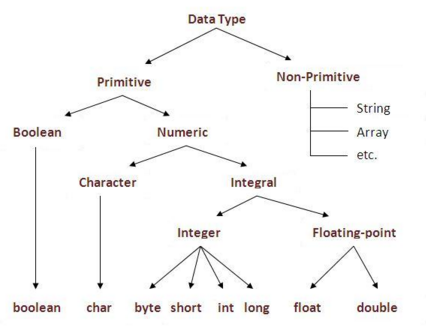 Data Type
Primitive
Non-Primitive
String
Array
etc.
Boolean
Numeric
Character
Integral
Integer
Floating-point
boolean
char
byte
short
int
long
float
double